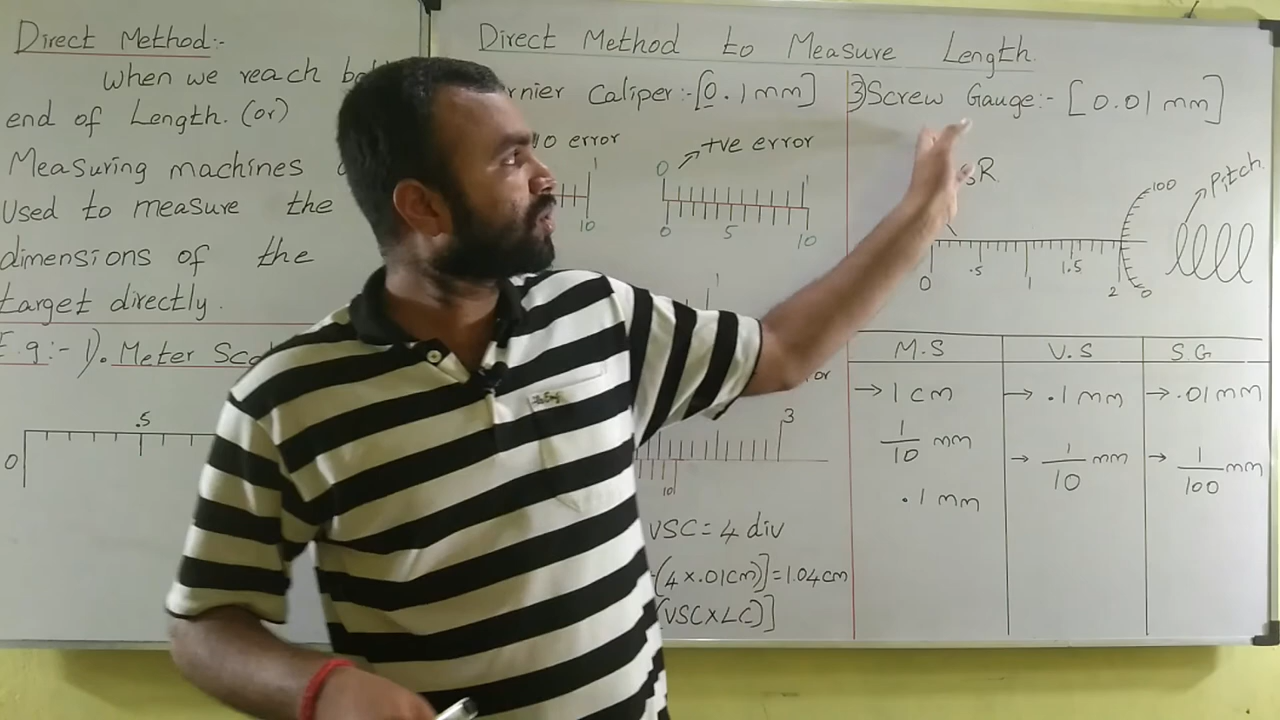 Direct Method:-
When we reach
end of Length. (or)
Measuring machines
Used to measure the
dimensions of the
target directly.
E.g:- 1). Meter
0
.5
Direct Method to Measure Length.
Caliper:-[0.1mm]
error
1
10
0
+ve error
1
0
5
10
1
3
10
VSC = 4 div
(4 x .01cm)] = 1.04cm
(VSC X LC)]
3) Screw Gauge:- [0.01 mm]
100
Pitch.
0
.5
1
1.5
2
0
M.S
V.S
S G
→ 1 cm
→ .1 mm
→ .01 mm
1/10 mm
→ 1/10 mm
→ 1/100 mm
.1 mm